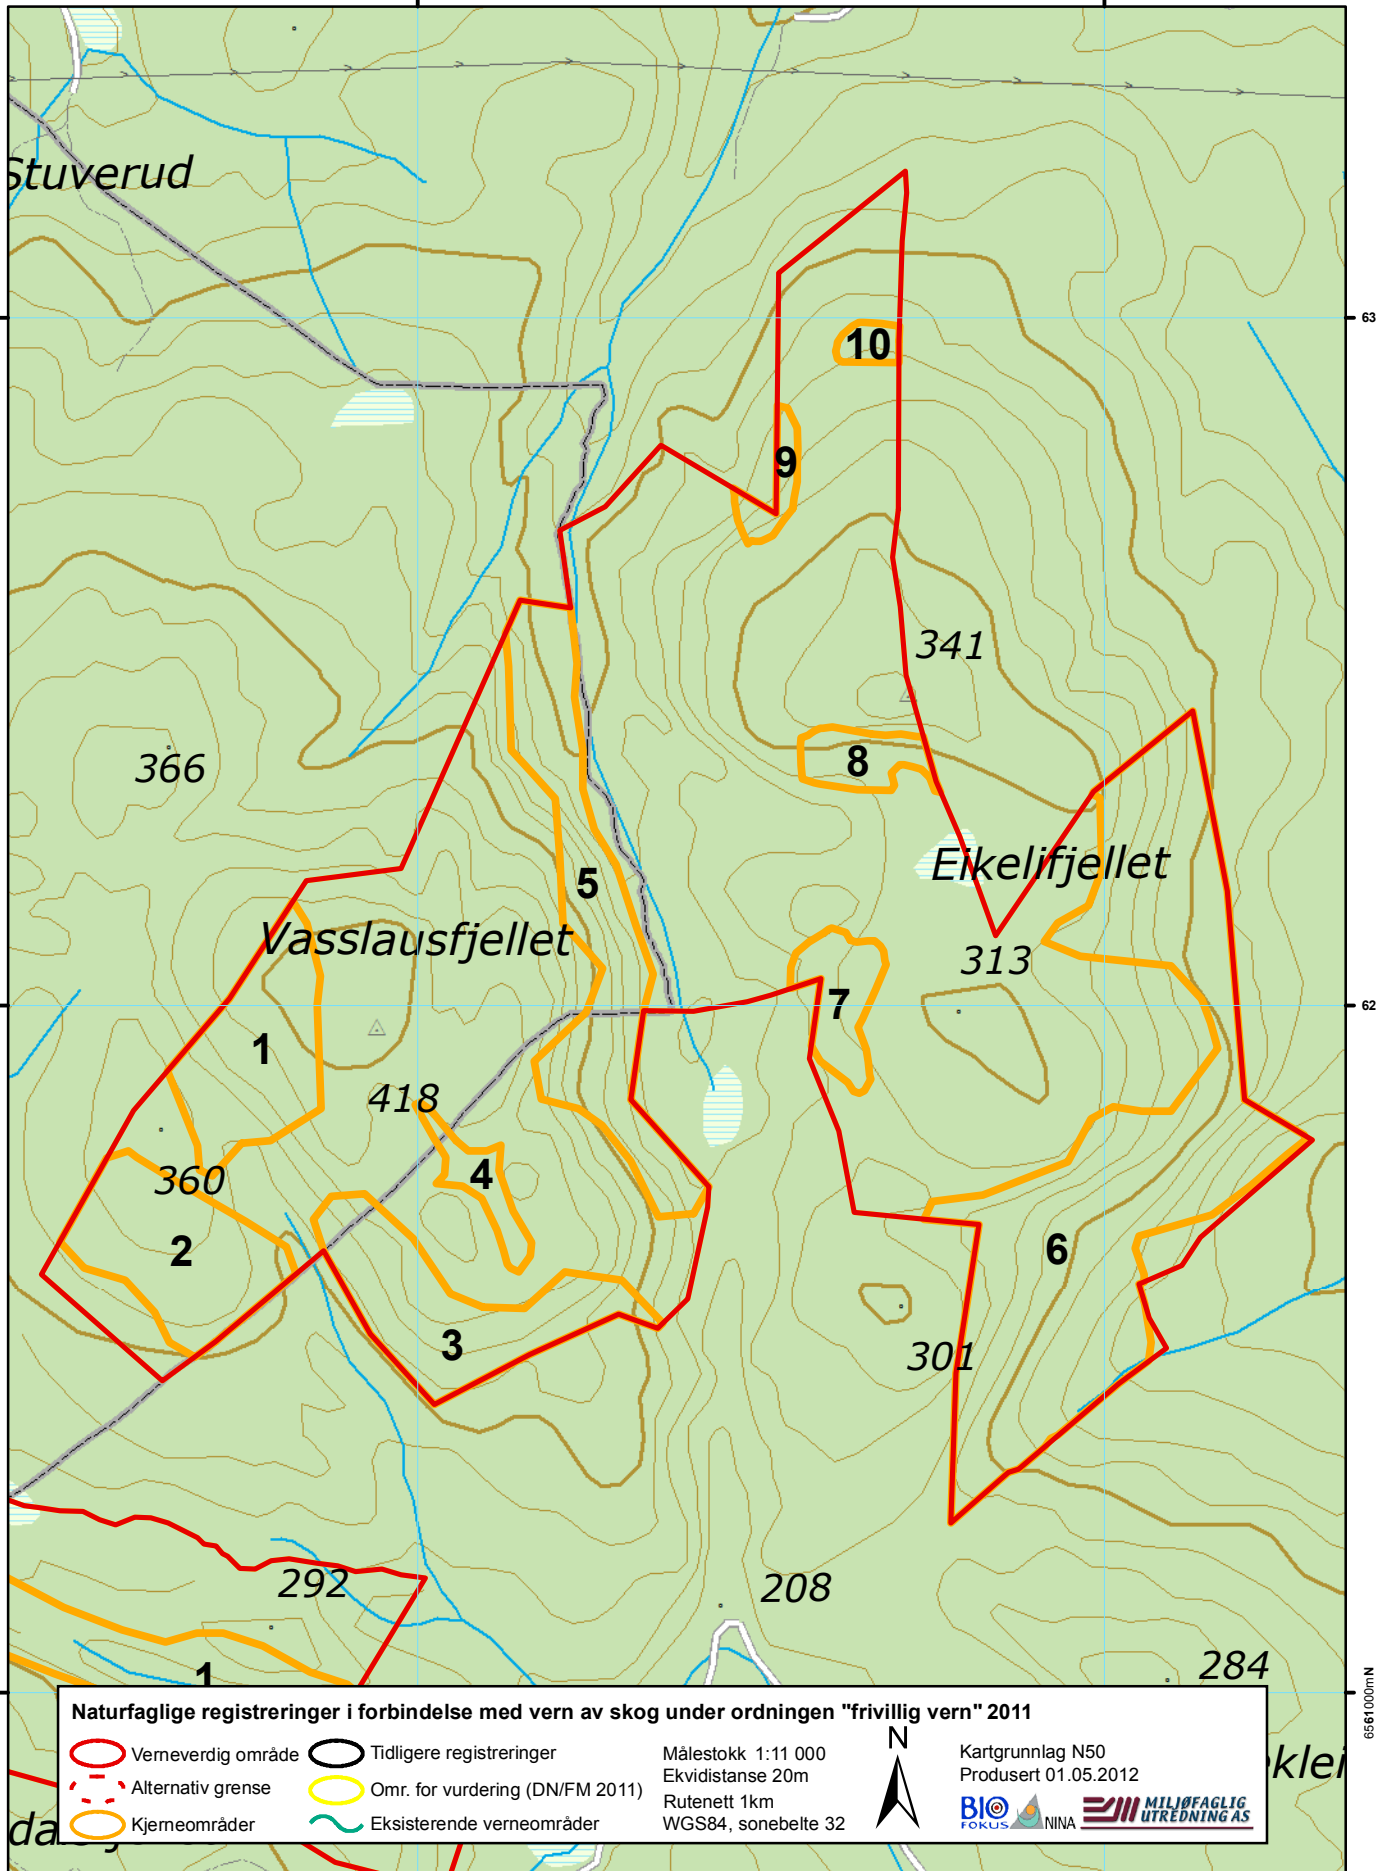 Stuverud
63
10
9
341
366
8
Eikelifjellet
5
Vasslausfjellet
313
7
62
1
418
4
360
2
6
3
301
292
208
1
284
6561000mN
Naturfaglige registreringer i forbindelse med vern av skog under ordningen "frivillig vern" 2011
Verneverdig område
Alternativ grense
Kjerneområder
Tidligere registreringer
Omr. for vurdering (DN/FM 2011)
Eksisterende verneområder
Målestokk 1:11 000
Ekvidistanse 20m
Rutenett 1km
WGS84, sonebelte 32
N
Kartgrunnlag N50
Produsert 01.05.2012
BIO
FOKUS
NINA
MILJØFAGLIG
UTREDNING AS
eklei